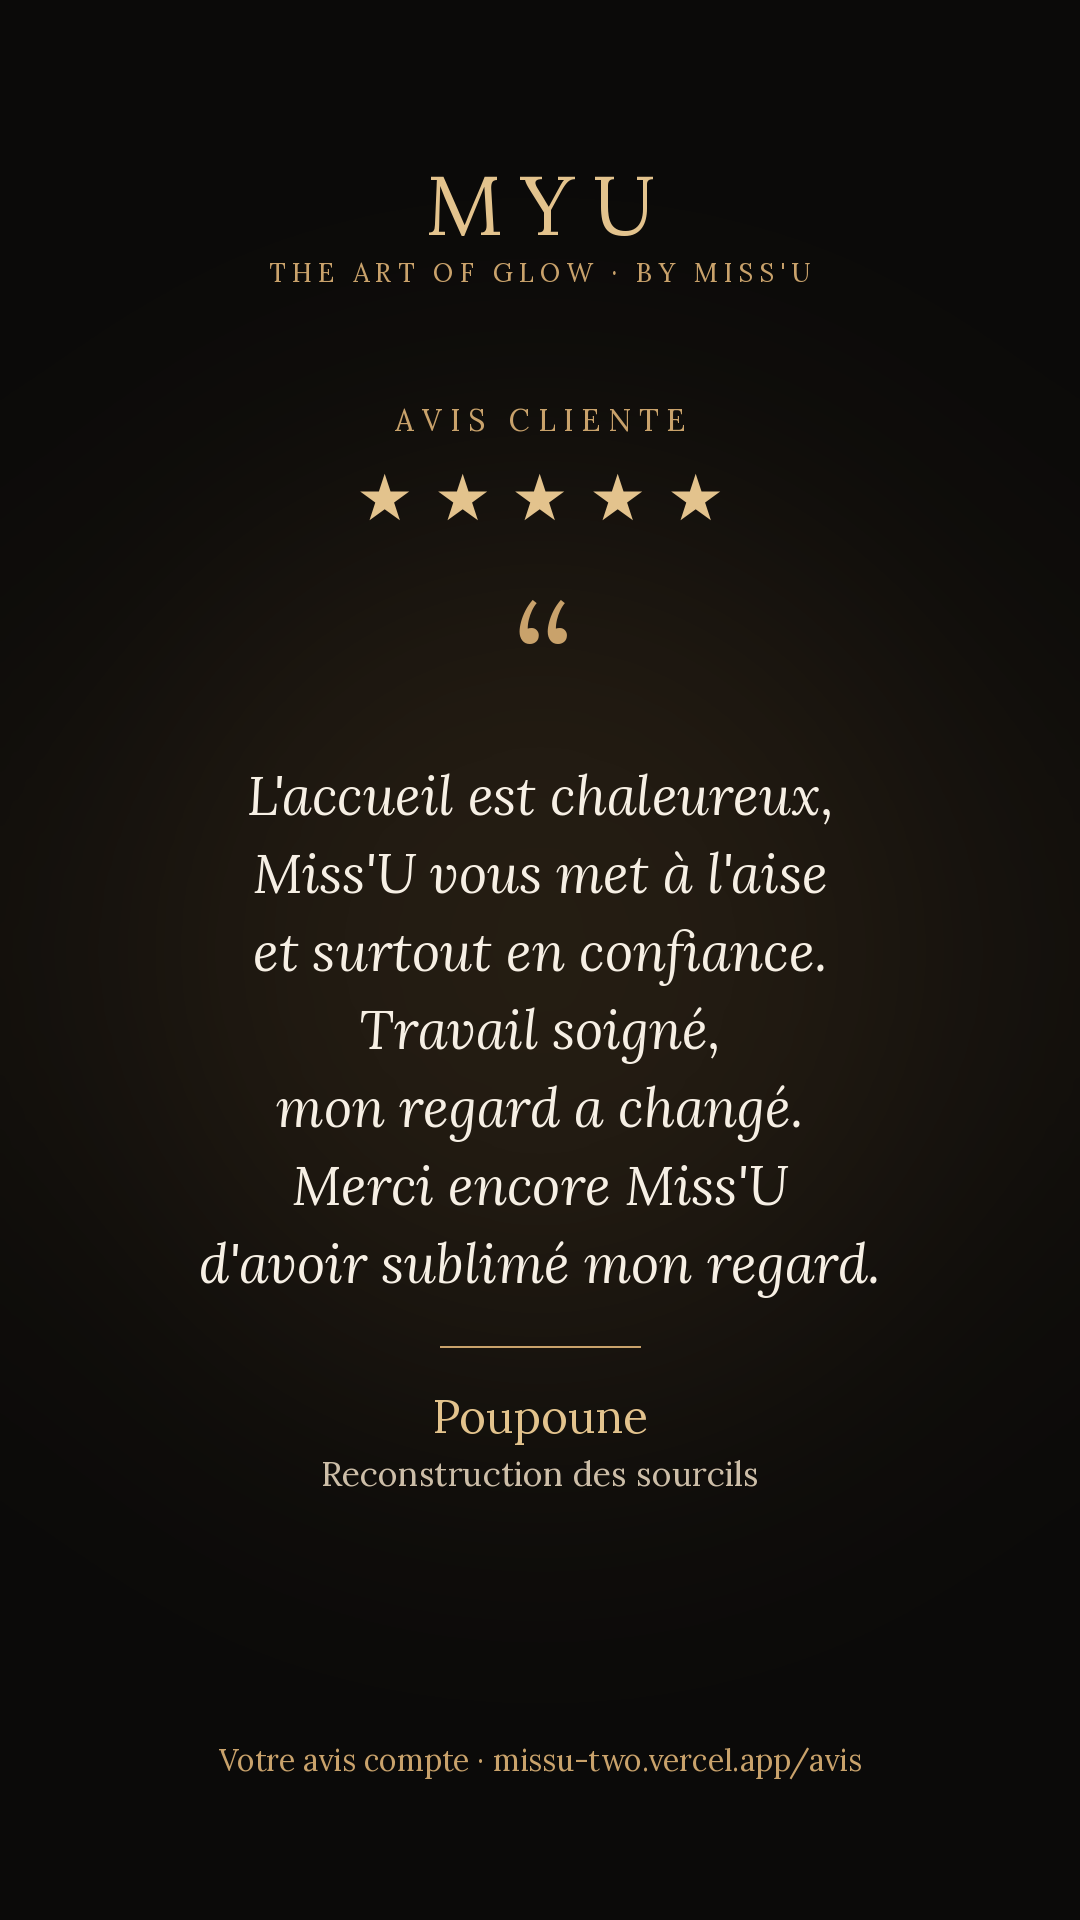 MYU
THE ART OF GLOW · BY MISS'U
AVIS CLIENTE
★ ★ ★ ★ ★
“
L'accueil est chaleureux,
Miss'U vous met à l'aise
et surtout en confiance.
Travail soigné,
mon regard a changé.
Merci encore Miss'U
d'avoir sublimé mon regard.
Poupoune
Reconstruction des sourcils
Votre avis compte · missu-two.vercel.app/avis